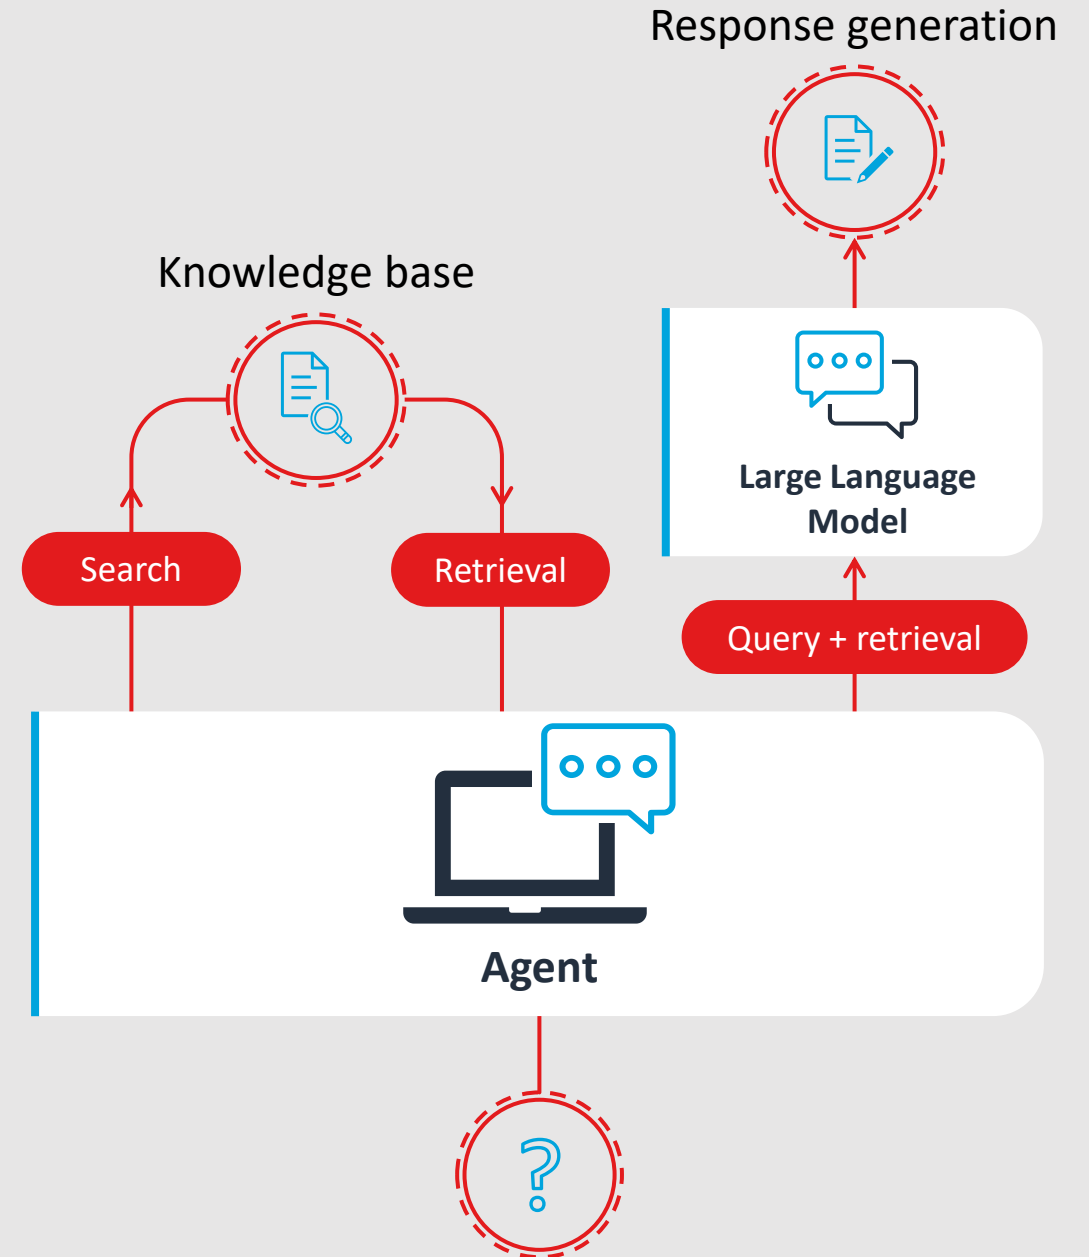 Response generation
Knowledge base
Large Language
Model
Search
Retrieval
Query + retrieval
Agent
?